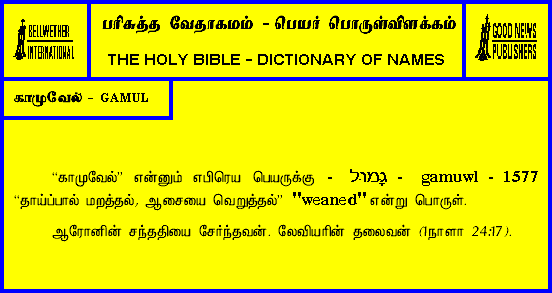 BELLWETHER
INTERNATIONAL
பரிசுத்த வேதாகமம் - பெயர் பொருள்விளக்கம்
THE HOLY BIBLE - DICTIONARY OF NAMES
GOOD NEWS
PUBLISHERS
காமுவேல் - GAMUL
“காமுவேல்” என்னும் எபிரெய பெயருக்கு - גָּמוּל - gamuwl - 1577
“தாய்ப்பால் மறத்தல், ஆசையை வெறுத்தல்” "weaned" என்று பொருள்.
ஆரோனின் சந்ததியை சேர்ந்தவன். லேவியரின் தலைவன் (1நாளா 24:17).